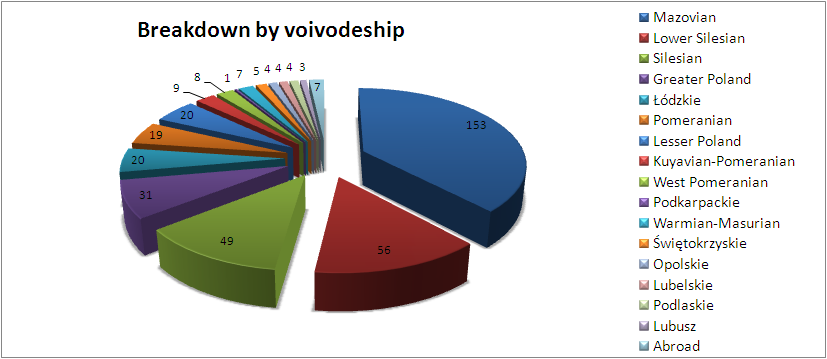 Breakdown by voivodeship
153
56
49
31
20
19
20
9
8
1
7
5
4
4
4
3
7
Mazovian
Lower Silesian
Silesian
Greater Poland
Łódzkie
Pomeranian
Lesser Poland
Kuyavian-Pomeranian
West Pomeranian
Podkarpackie
Warmian-Masurian
Świętokrzyskie
Opolskie
Lubelskie
Podlaskie
Lubusz
Abroad